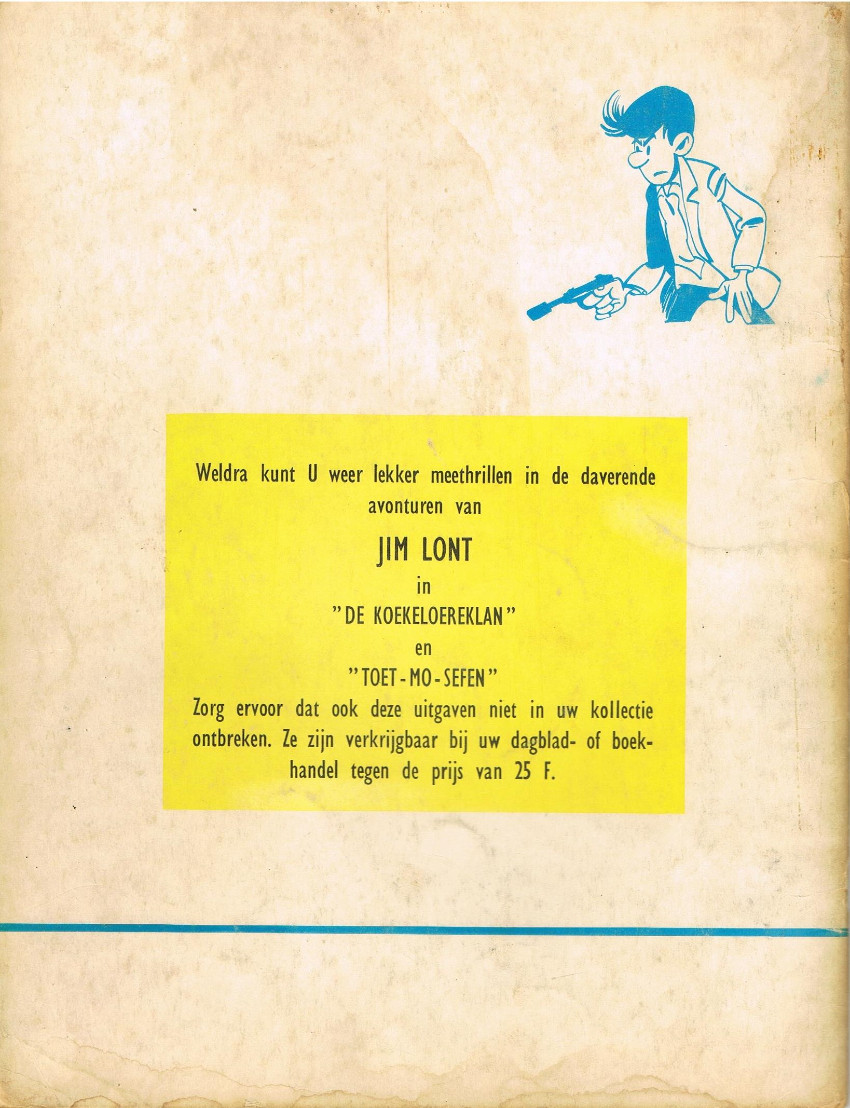 Weldra kunt U weer lekker meethrillen in de daverende
avonturen van
JIM LONT
in
”DE KOEKELOEREKLAN”
en
”TOET-MO-SEFEN”
Zorg ervoor dat ook deze uitgaven niet in uw kollectie
ontbreken. Ze zijn verkrijgbaar bij uw dagblad- of boek-
handel tegen de prijs van 25 F.